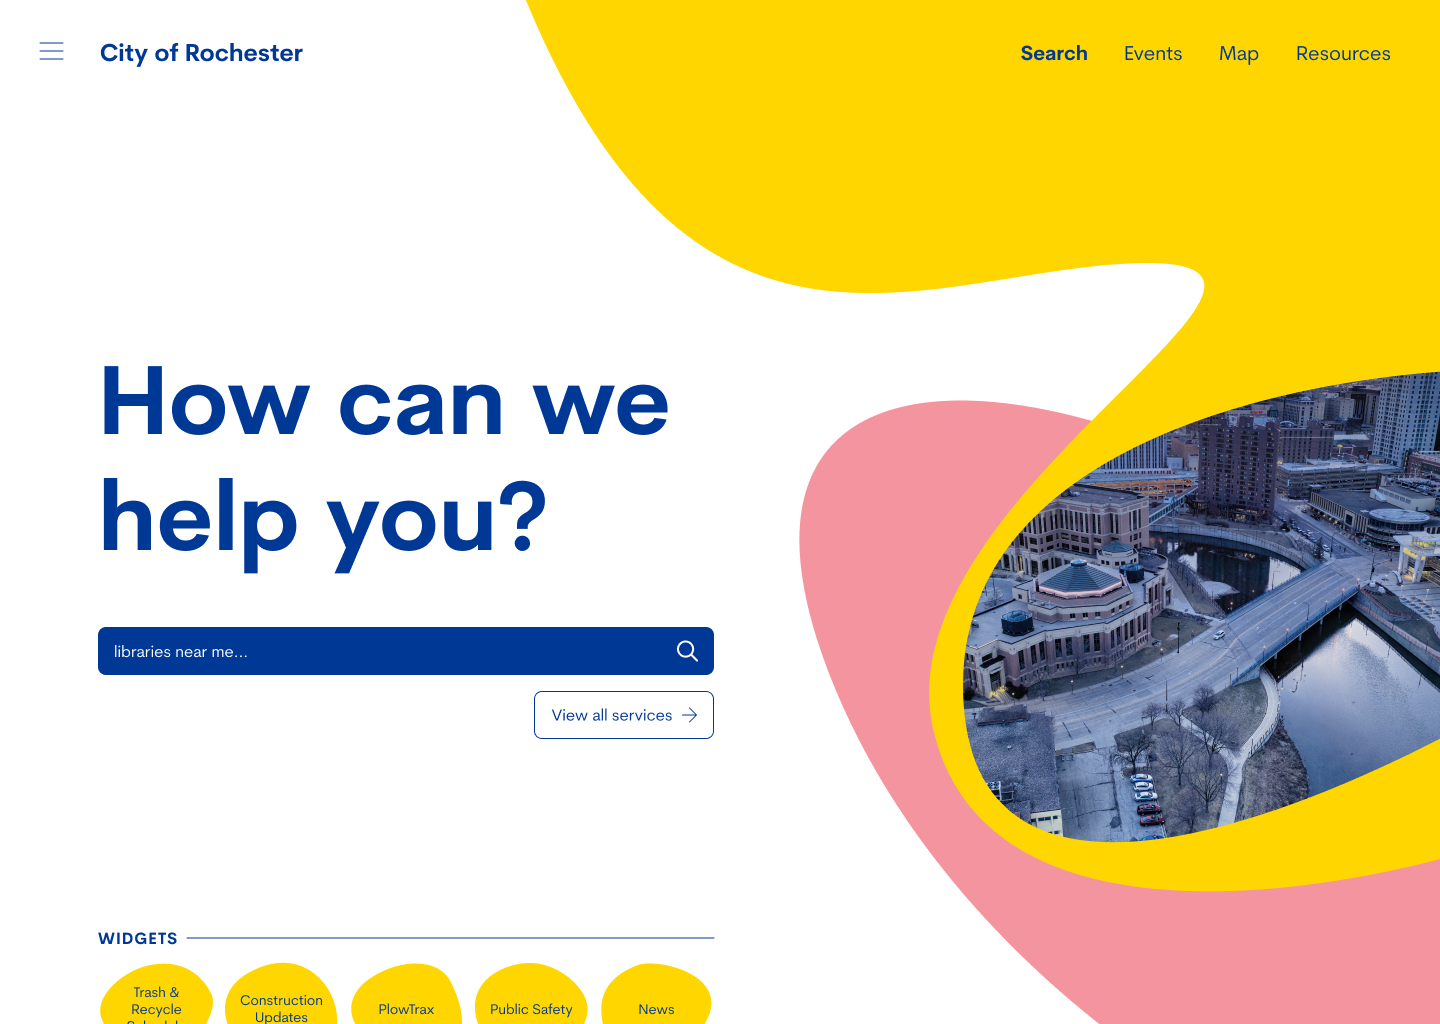 City of Rochester
Search Events Map Resources
How can we
help you?
libraries near me...
View all services
WIDGETS
Trash &
Recycle
Construction
Updates
PlowTrax
Public Safety
News